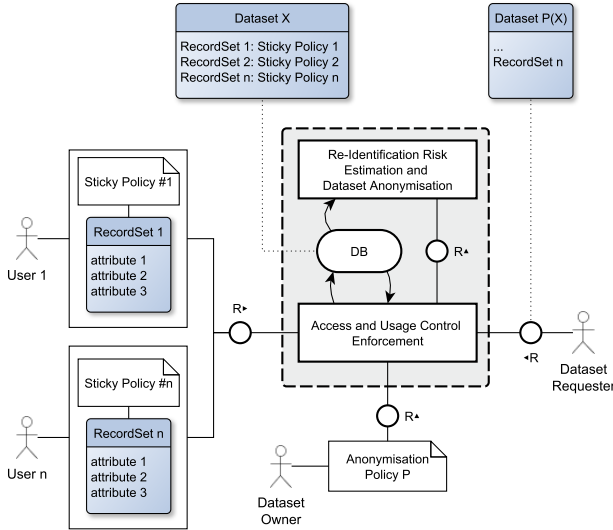 Dataset X
RecordSet 1: Sticky Policy 1
RecordSet 2: Sticky Policy 2
RecordSet n: Sticky Policy n
Dataset P(X)
...
RecordSet n
Re-Identification Risk
Estimation and
Dataset Anonymisation
DB
R▲
Access and Usage Control
Enforcement
Sticky Policy #1
RecordSet 1
attribute 1
attribute 2
attribute 3
User 1
R►
Sticky Policy #n
RecordSet n
attribute 1
attribute 2
attribute 3
User n
◄R
Dataset
Requester
R▲
Anonymisation
Policy P
Dataset
Owner